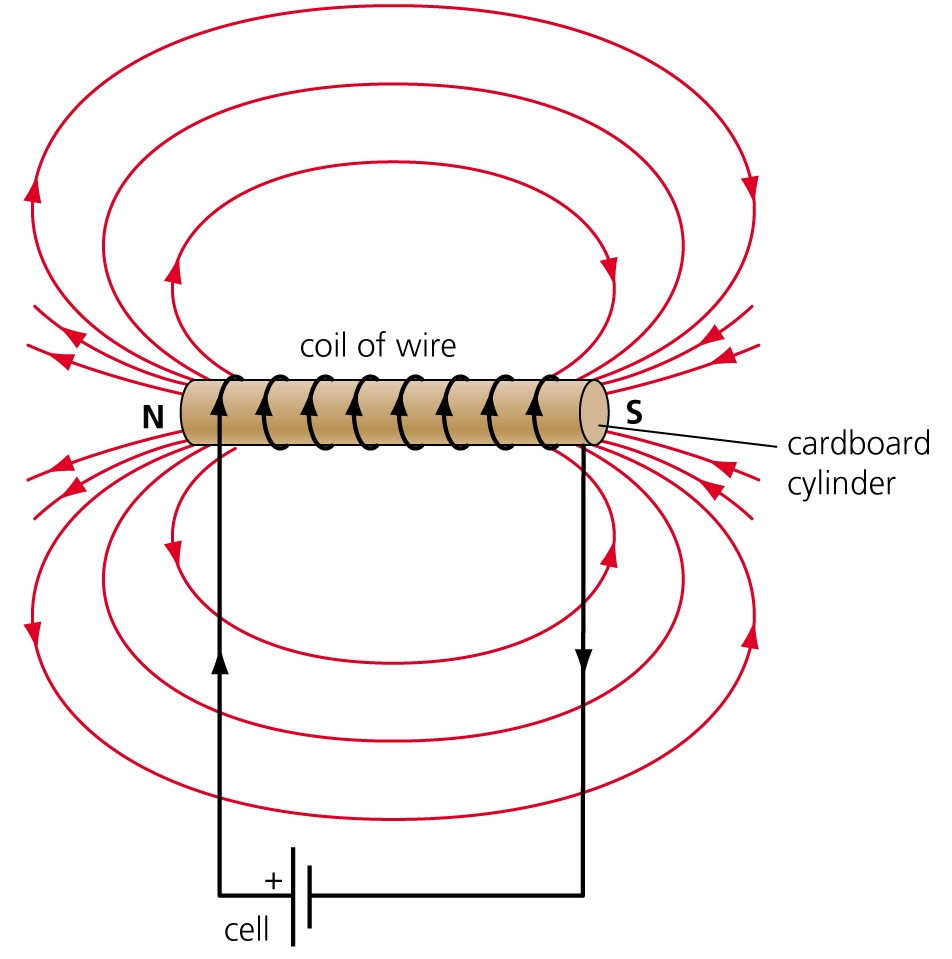 coil of wire
N
S
cardboard
cylinder
+
cell